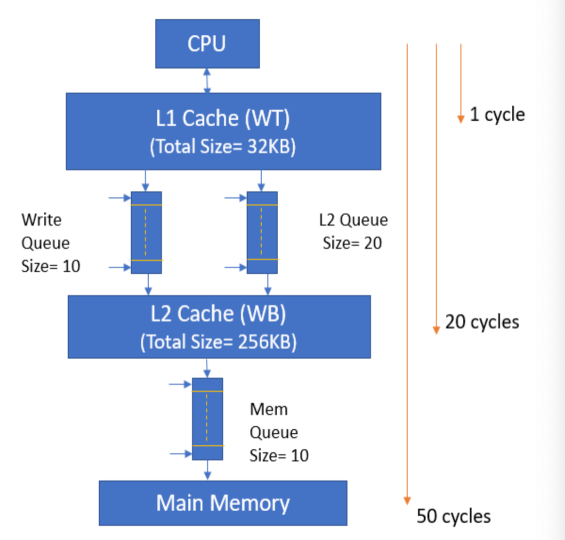 CPU
L1 Cache (WT)
(Total Size= 32KB)
1 cycle
Write
Queue
Size= 10
L2 Queue
Size= 20
L2 Cache (WB)
(Total Size= 256KB)
20 cycles
Mem
Queue
Size= 10
Main Memory
50 cycles